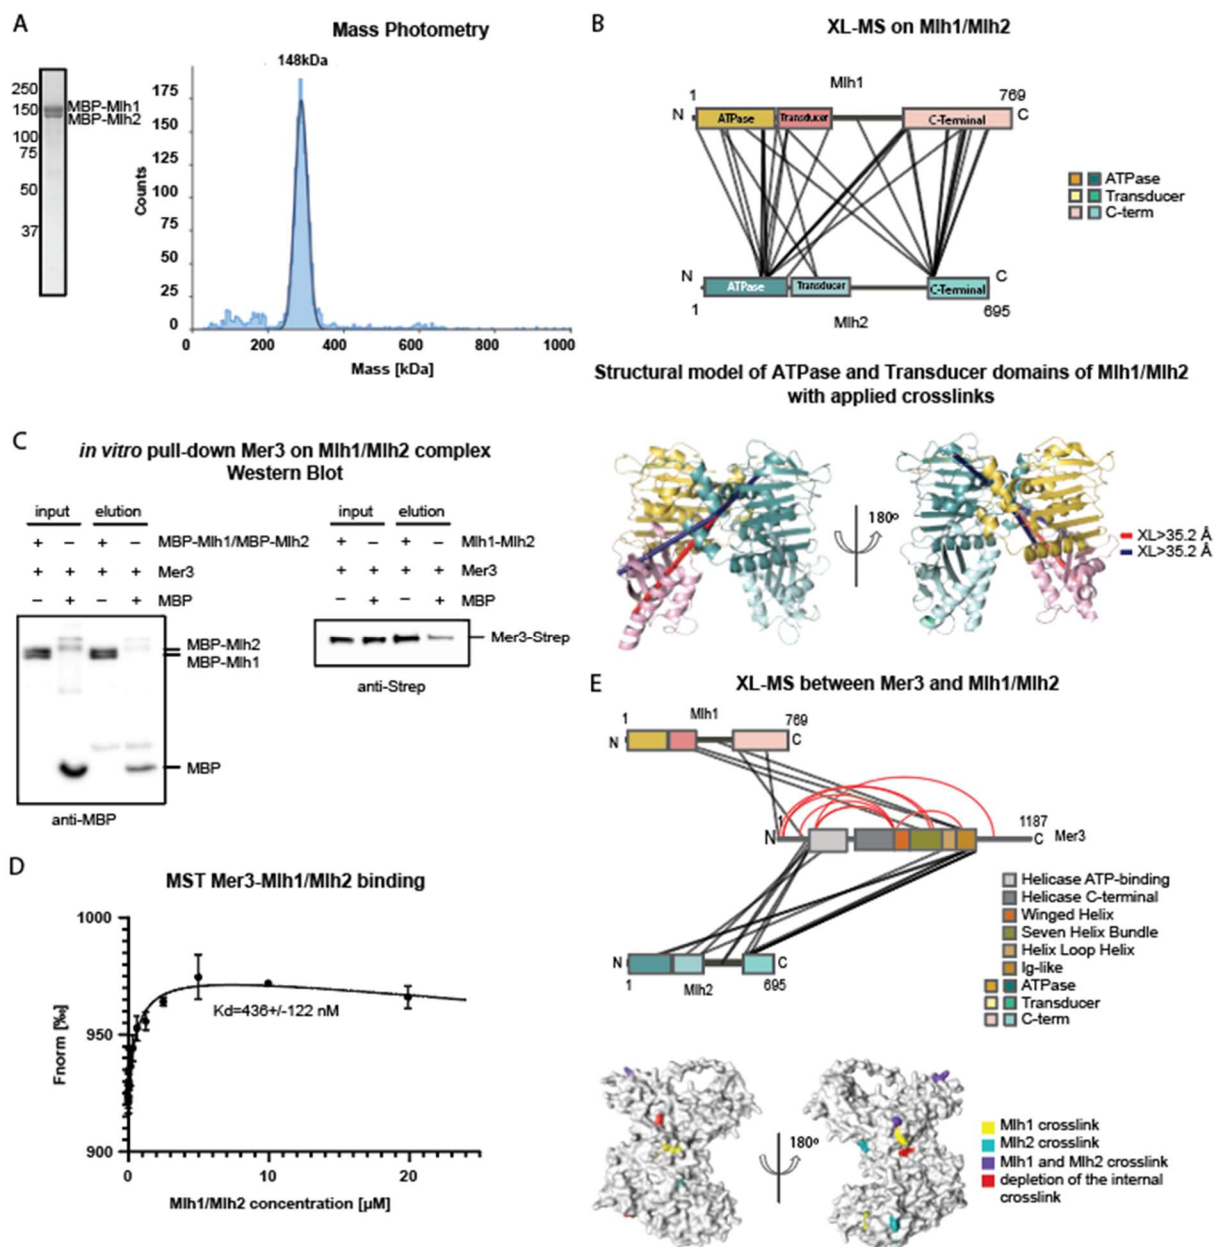 A
Mass Photometry
148kDa
250
150
100
75
50
37
MBP-Mlh1
MBP-Mlh2
Counts
175
150
125
100
75
50
25
0
0
200
400
600
800
1000
Mass [kDa]
B
XL-MS on Mlh1/Mlh2
Mlh1
1
769
N
ATPase
Transducer
C-Terminal
C
ATPase
Transducer
C-term
N
C
ATPase
Transducer
C-Terminal
1
Mlh2
695
Structural model of ATPase and Transducer domains of Mlh1/Mlh2
with applied crosslinks
180º
XL>35.2 Å
XL>35.2 Å
C
in vitro pull-down Mer3 on Mlh1/Mlh2 complex
Western Blot
input elution
+ − + − MBP-Mlh1/MBP-Mlh2
+ + + + Mer3
− + − + MBP
MBP-Mlh2
MBP-Mlh1
MBP
anti-MBP
input elution
+ − + − Mlh1-Mlh2
+ + + + Mer3
− + − + MBP
Mer3-Strep
anti-Strep
D
MST Mer3-Mlh1/Mlh2 binding
1000
950
900
Fnorm [‰]
Kd=436+/-122 nM
0
10
20
Mlh1/Mlh2 concentration [µM]
E
XL-MS between Mer3 and Mlh1/Mlh2
1
Mlh1
769
N
C
1
1187
N
C
Mer3
Helicase ATP-binding
Helicase C-terminal
Winged Helix
Seven Helix Bundle
Helix Loop Helix
Ig-like
ATPase
Transducer
C-term
N
C
1
Mlh2
695
180º
Mlh1 crosslink
Mlh2 crosslink
Mlh1 and Mlh2 crosslink
depletion of the internal
crosslink